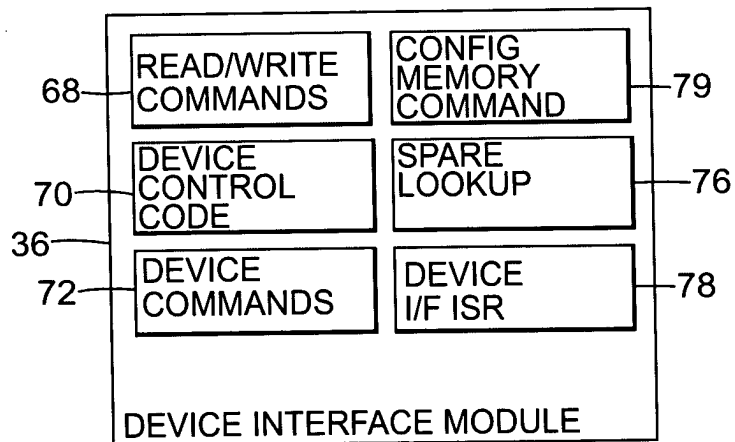 READ/WRITE
COMMANDS
68
CONFIG
MEMORY
COMMAND
79
DEVICE
CONTROL
CODE
70
SPARE
LOOKUP
76
36
DEVICE
COMMANDS
72
DEVICE
I/F ISR
78
DEVICE INTERFACE MODULE